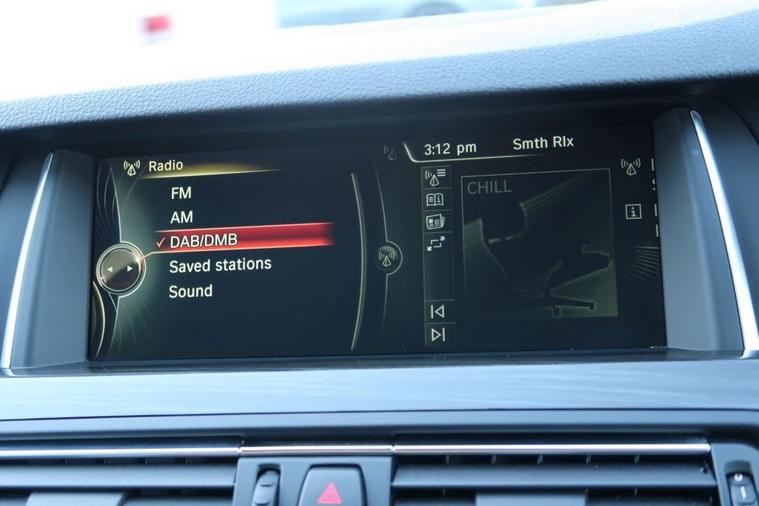 Radio
FM
AM
DAB/DMB
Saved stations
Sound
3:12 pm
Smth Rlx
CHILL